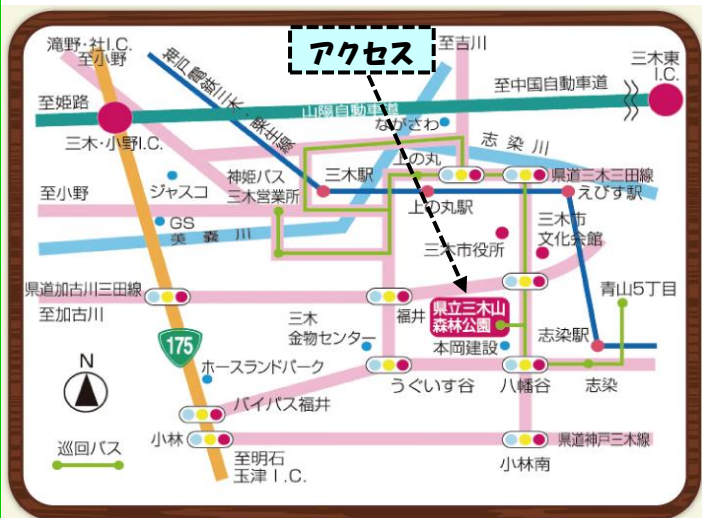 滝野・社I.C.
至小野
アクセス
至吉川
三木東
I.C.
神戸電鉄三木・粟生線
至中国自動車道
至姫路
山陽自動車道
ながさわ
三木・小野I.C.
志染川
上の丸
県道三木三田線
神姫バス
三木営業所
三木駅
ジャスコ
至小野
上の丸駅
えびす駅
GS
美嚢川
三木市役所
三木市
文化会館
県道加古川三田線
至加古川
福井
県立三木山
森林公園
青山5丁目
175
三木
金物センター
本岡建設
志染駅
N
ホースランドパーク
うぐいす谷
八幡谷
志染
バイパス福井
巡回バス
小林
県道神戸三木線
至明石
玉津I.C.
小林南